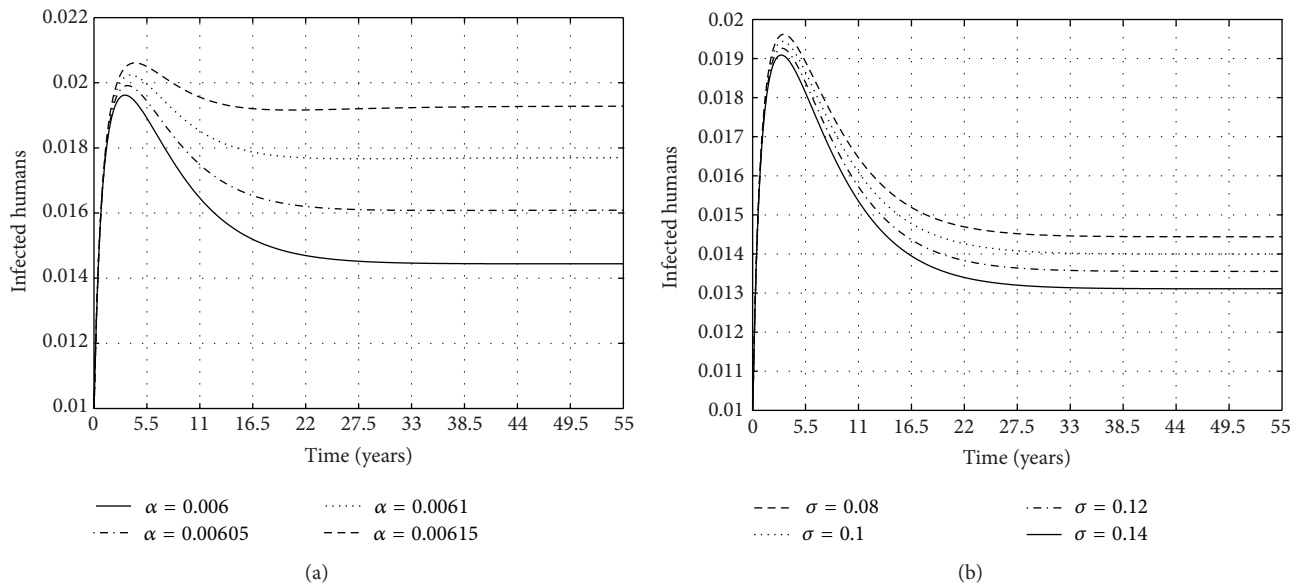 0.022
0.02
0.018
0.016
0.014
0.012
0.01
Infected humans
0 5.5 11 16.5 22 27.5 33 38.5 44 49.5 55
Time (years)
α = 0.006
α = 0.0061
α = 0.00605
α = 0.00615
(a)
0.02
0.019
0.018
0.017
0.016
0.015
0.014
0.013
0.012
0.011
0.01
Infected humans
0 5.5 11 16.5 22 27.5 33 38.5 44 49.5 55
Time (years)
σ = 0.08
σ = 0.12
σ = 0.1
σ = 0.14
(b)